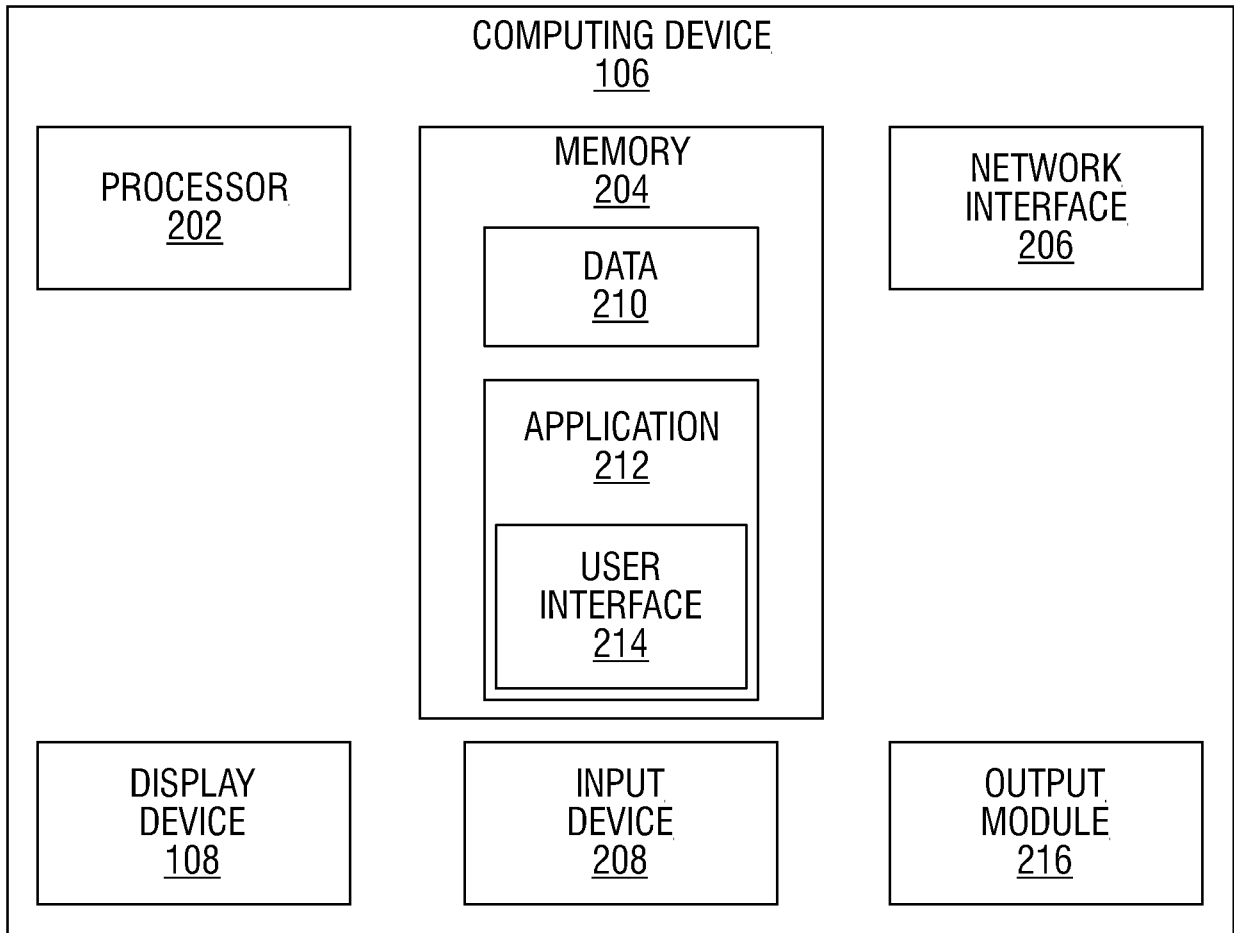 COMPUTING DEVICE
106
PROCESSOR
202
MEMORY
204
NETWORK
INTERFACE
206
DATA
210
APPLICATION
212
USER
INTERFACE
214
DISPLAY
DEVICE
108
INPUT
DEVICE
208
OUTPUT
MODULE
216